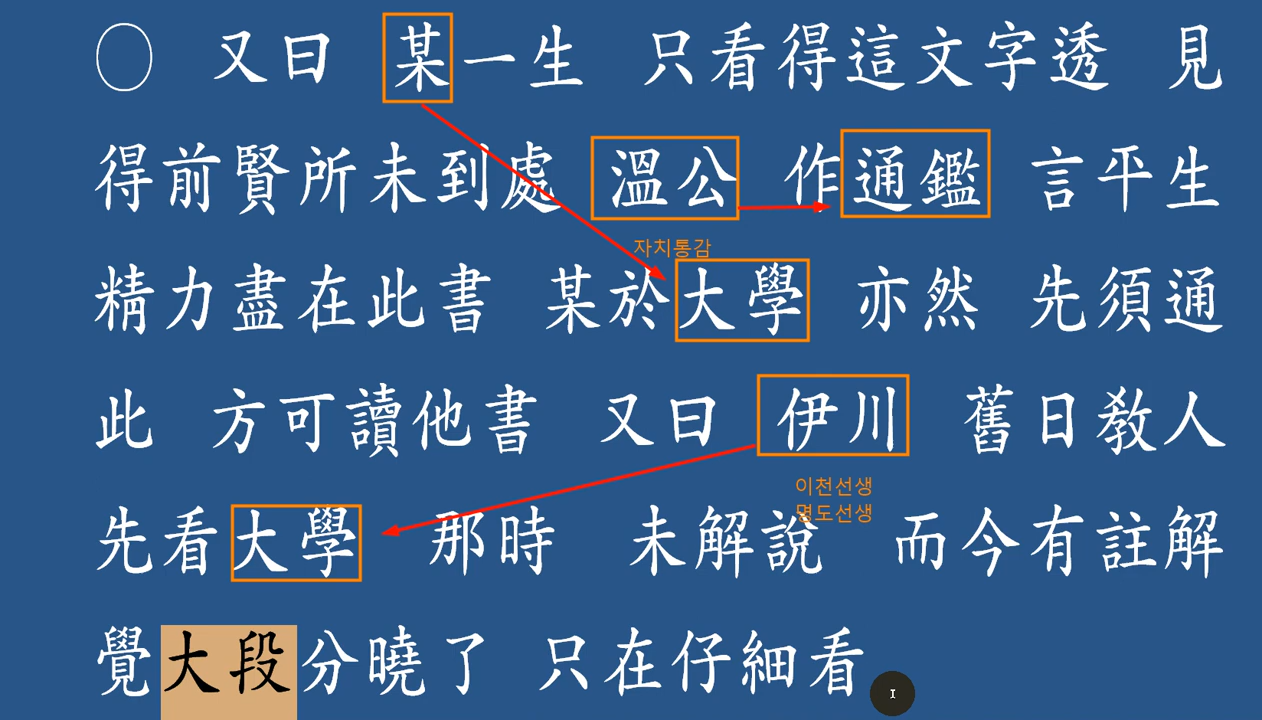 ○ 又曰 某一生 只看得這文字透 見
得前賢所未到處 溫公 作通鑑 言平生
자치통감
精力盡在此書 某於大學 亦然 先須通
此 方可讀他書 又曰 伊川 舊日敎人
이천선생
명도선생
先看大學 那時 未解說 而今有註解
覺大段分曉了 只在仔細看